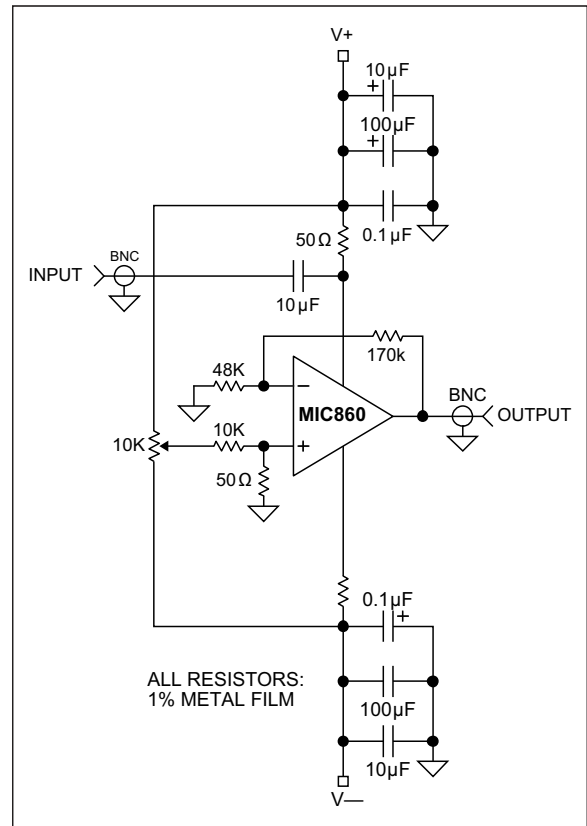 V+
+
10µF
100µF
+
0.1µF
50Ω
INPUT
BNC
10µF
170k
48K
−
MIC860
BNC
OUTPUT
10K
10K
+
50Ω
0.1µF
+
ALL RESISTORS:
1% METAL FILM
100µF
10µF
V—